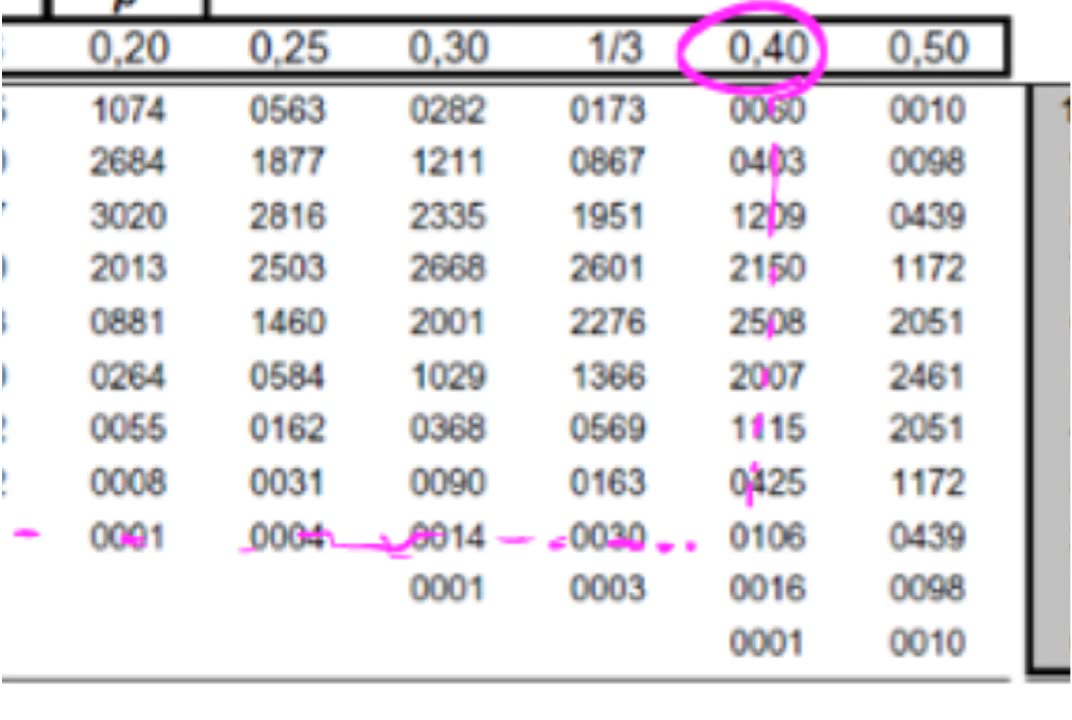 p
0,20 0,25 0,30 1/3 0,40 0,50
1074 0563 0282 0173 0060 0010
2684 1877 1211 0867 0403 0098
3020 2816 2335 1951 1209 0439
2013 2503 2668 2601 2150 1172
0881 1460 2001 2276 2508 2051
0264 0584 1029 1366 2007 2461
0055 0162 0368 0569 1115 2051
0008 0031 0090 0163 0425 1172
0001 0004 0014 0030 0106 0439
0001 0003 0016 0098
0001 0010